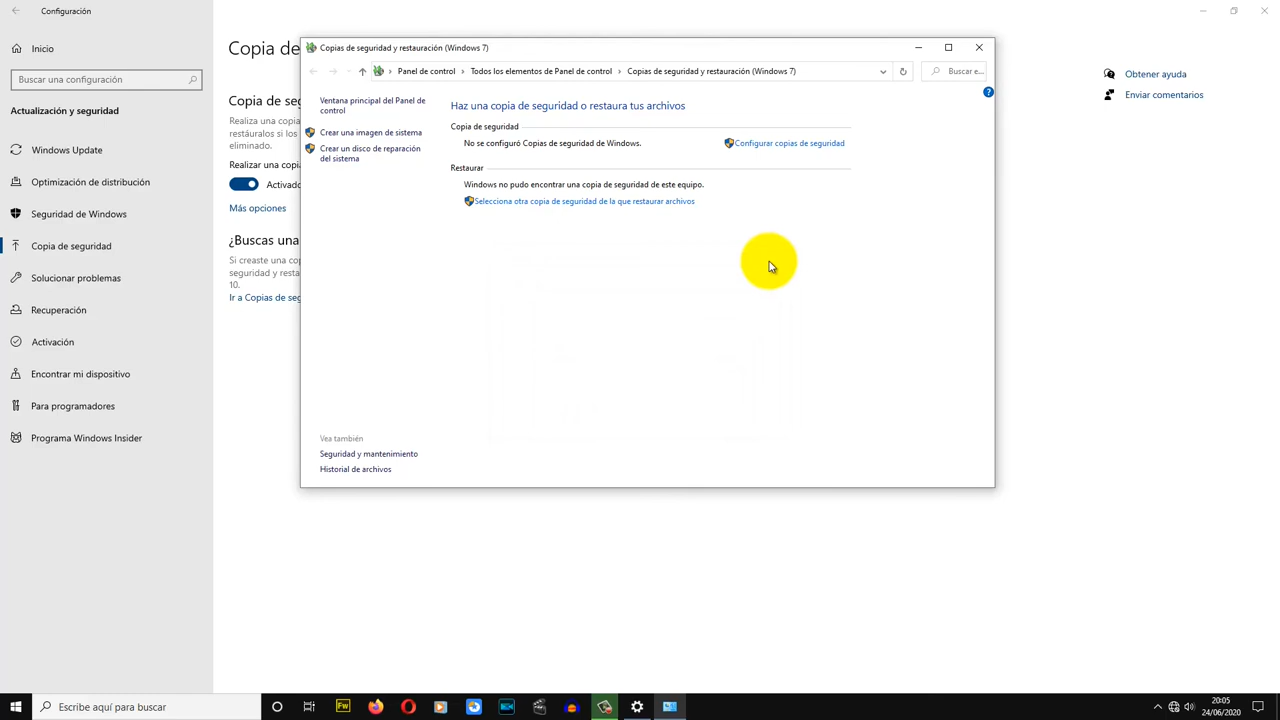 Configuración
Copia de
Inicio
Buscar una configuración
Actualización y seguridad
Windows Update
Optimización de distribución
Seguridad de Windows
Copia de seguridad
Solucionar problemas
Recuperación
Activación
Encontrar mi dispositivo
Para programadores
Programa Windows Insider
Copia de seg
Realiza una copia
restáuralos si los
eliminado.
Realizar una copia
Activado
Más opciones
¿Buscas una
Si creaste una cop
seguridad y resta
10.
Ir a Copias de seg
Copias de seguridad y restauración (Windows 7)
Panel de control
Todos los elementos de Panel de control
Copias de seguridad y restauración (Windows 7)
Buscar e...
Ventana principal del Panel de
control
Crear una imagen de sistema
Crear un disco de reparación
del sistema
Haz una copia de seguridad o restaura tus archivos
Copia de seguridad
No se configuró Copias de seguridad de Windows.
Configurar copias de seguridad
Restaurar
Windows no pudo encontrar una copia de seguridad de este equipo.
Selecciona otra copia de seguridad de la que restaurar archivos
Vea también
Seguridad y mantenimiento
Historial de archivos
Obtener ayuda
Enviar comentarios
Escribe aquí para buscar
Fw
20:05
24/06/2020